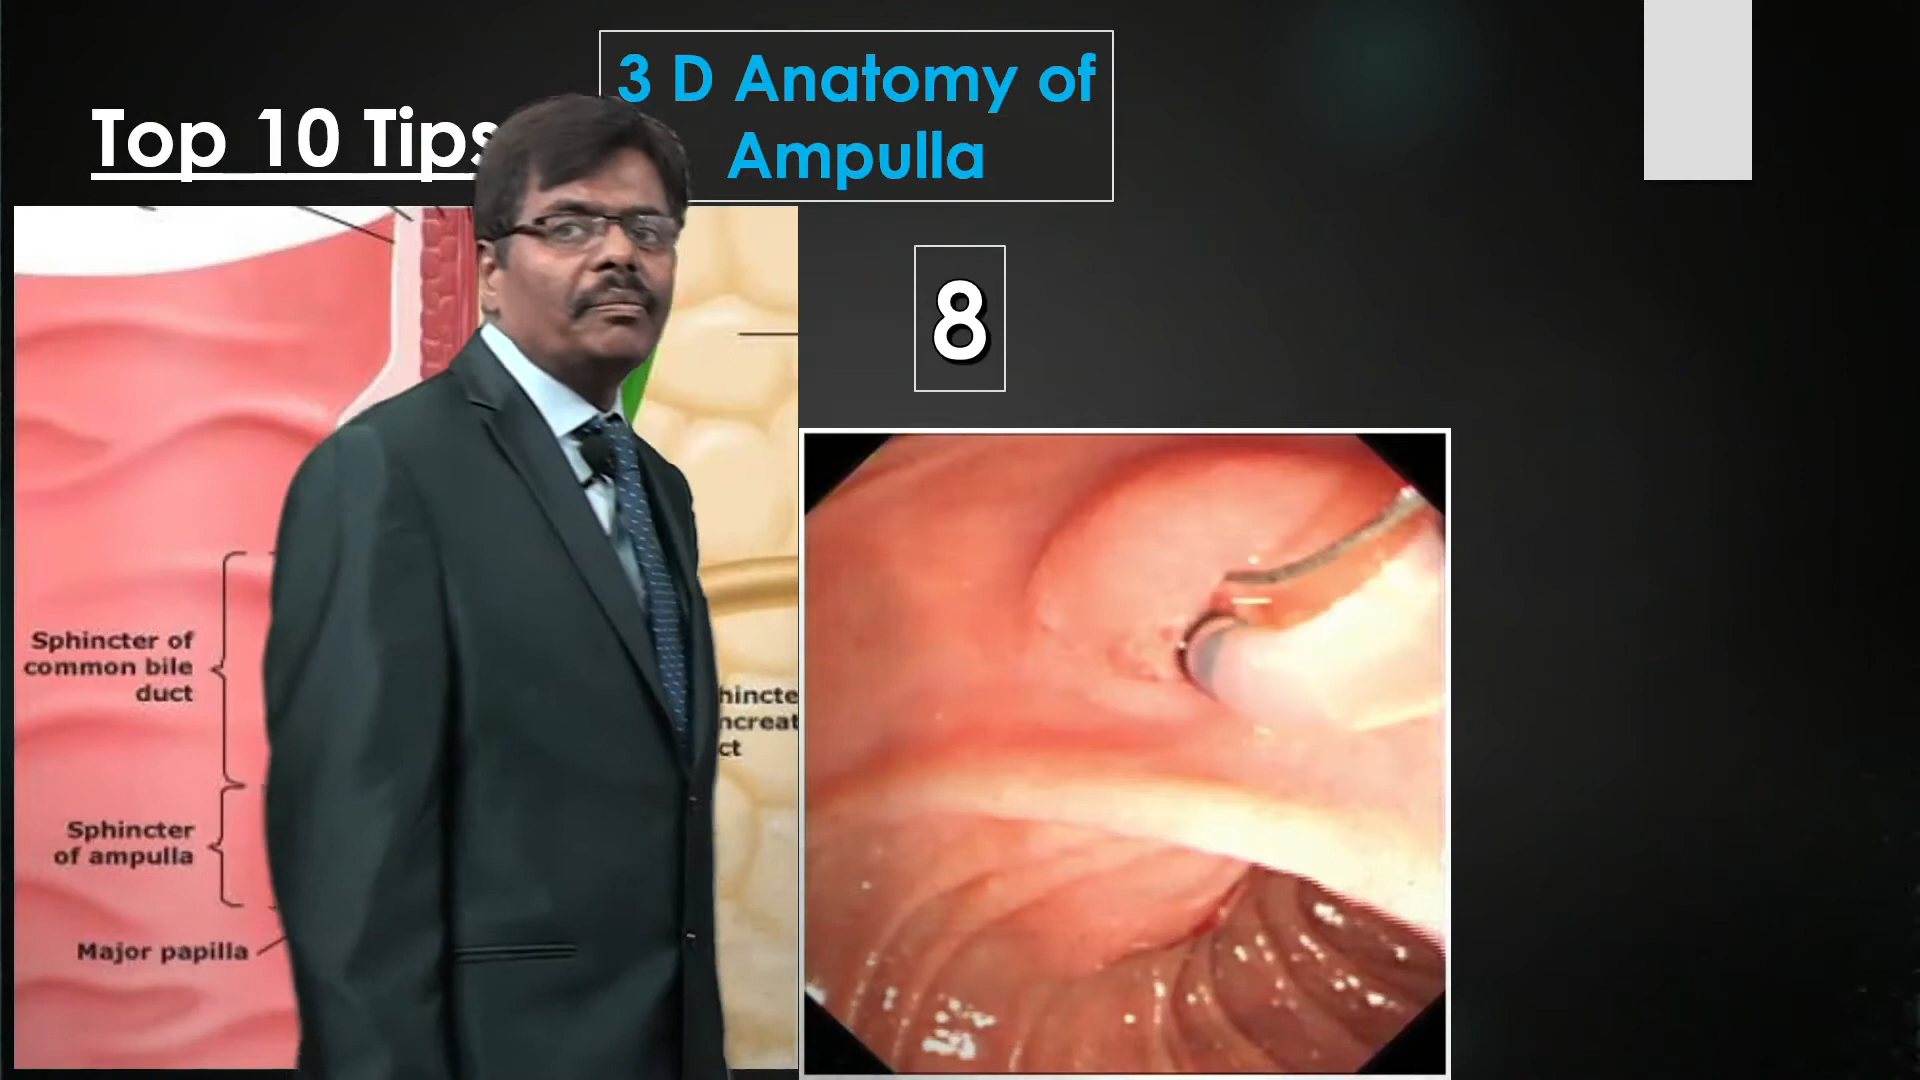 3 D Anatomy of
Ampulla
Top 10 Tips
8
Sphincter of
common bile
duct
Sphincter
of ampulla
Major papilla